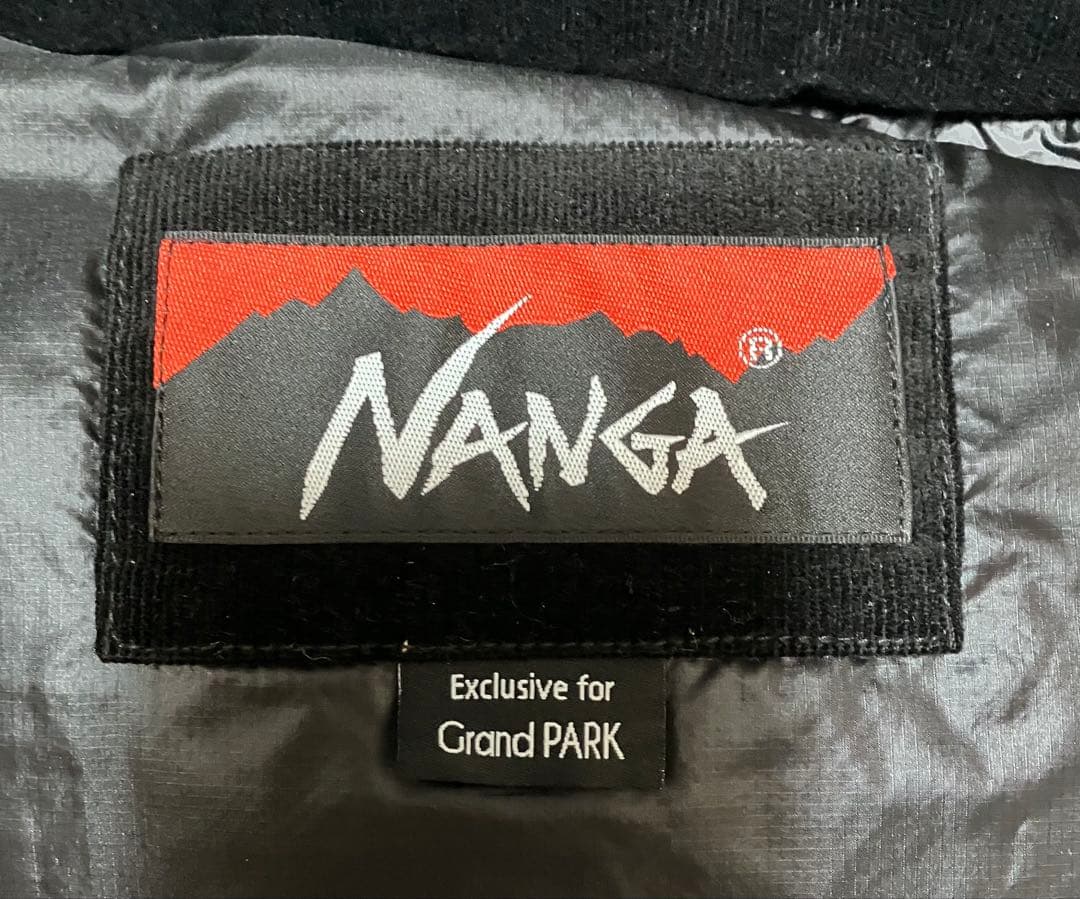 NANGA®
Exclusive for
Grand PARK